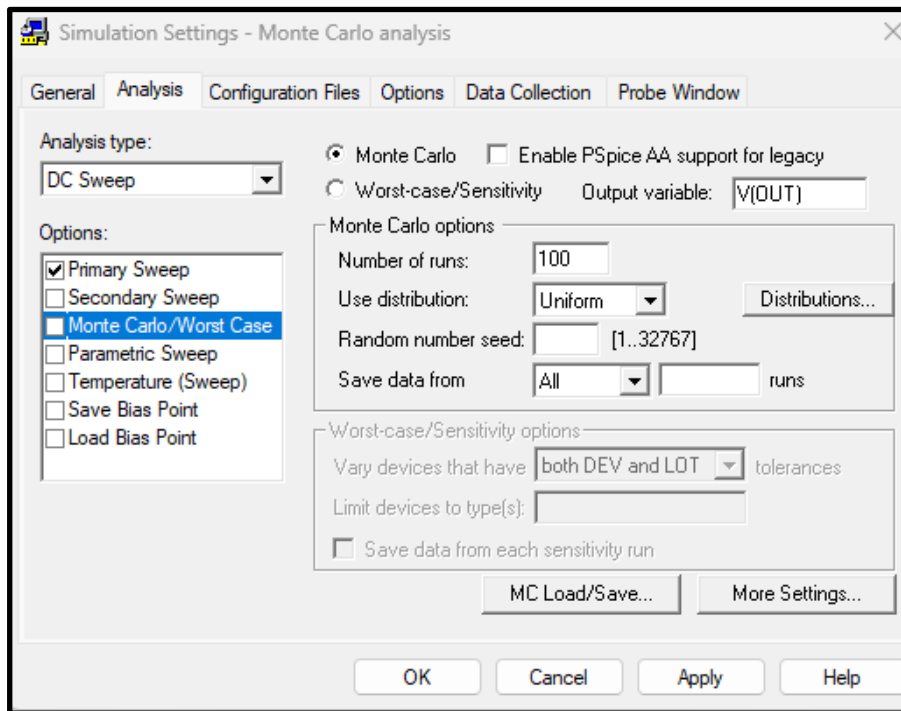 Simulation Settings - Monte Carlo analysis
General Analysis Configuration Files Options Data Collection Probe Window
Analysis type:
DC Sweep
Options:
Primary Sweep
Secondary Sweep
Monte Carlo/Worst Case
Parametric Sweep
Temperature (Sweep)
Save Bias Point
Load Bias Point
Monte Carlo Enable PSpice AA support for legacy
Worst-case/Sensitivity Output variable: V(OUT)
Monte Carlo options
Number of runs: 100
Use distribution: Uniform Distributions...
Random number seed: [1..32767]
Save data from All runs
Worst-case/Sensitivity options
Vary devices that have both DEV and LOT tolerances
Limit devices to type(s):
Save data from each sensitivity run
MC Load/Save... More Settings...
OK Cancel Apply Help